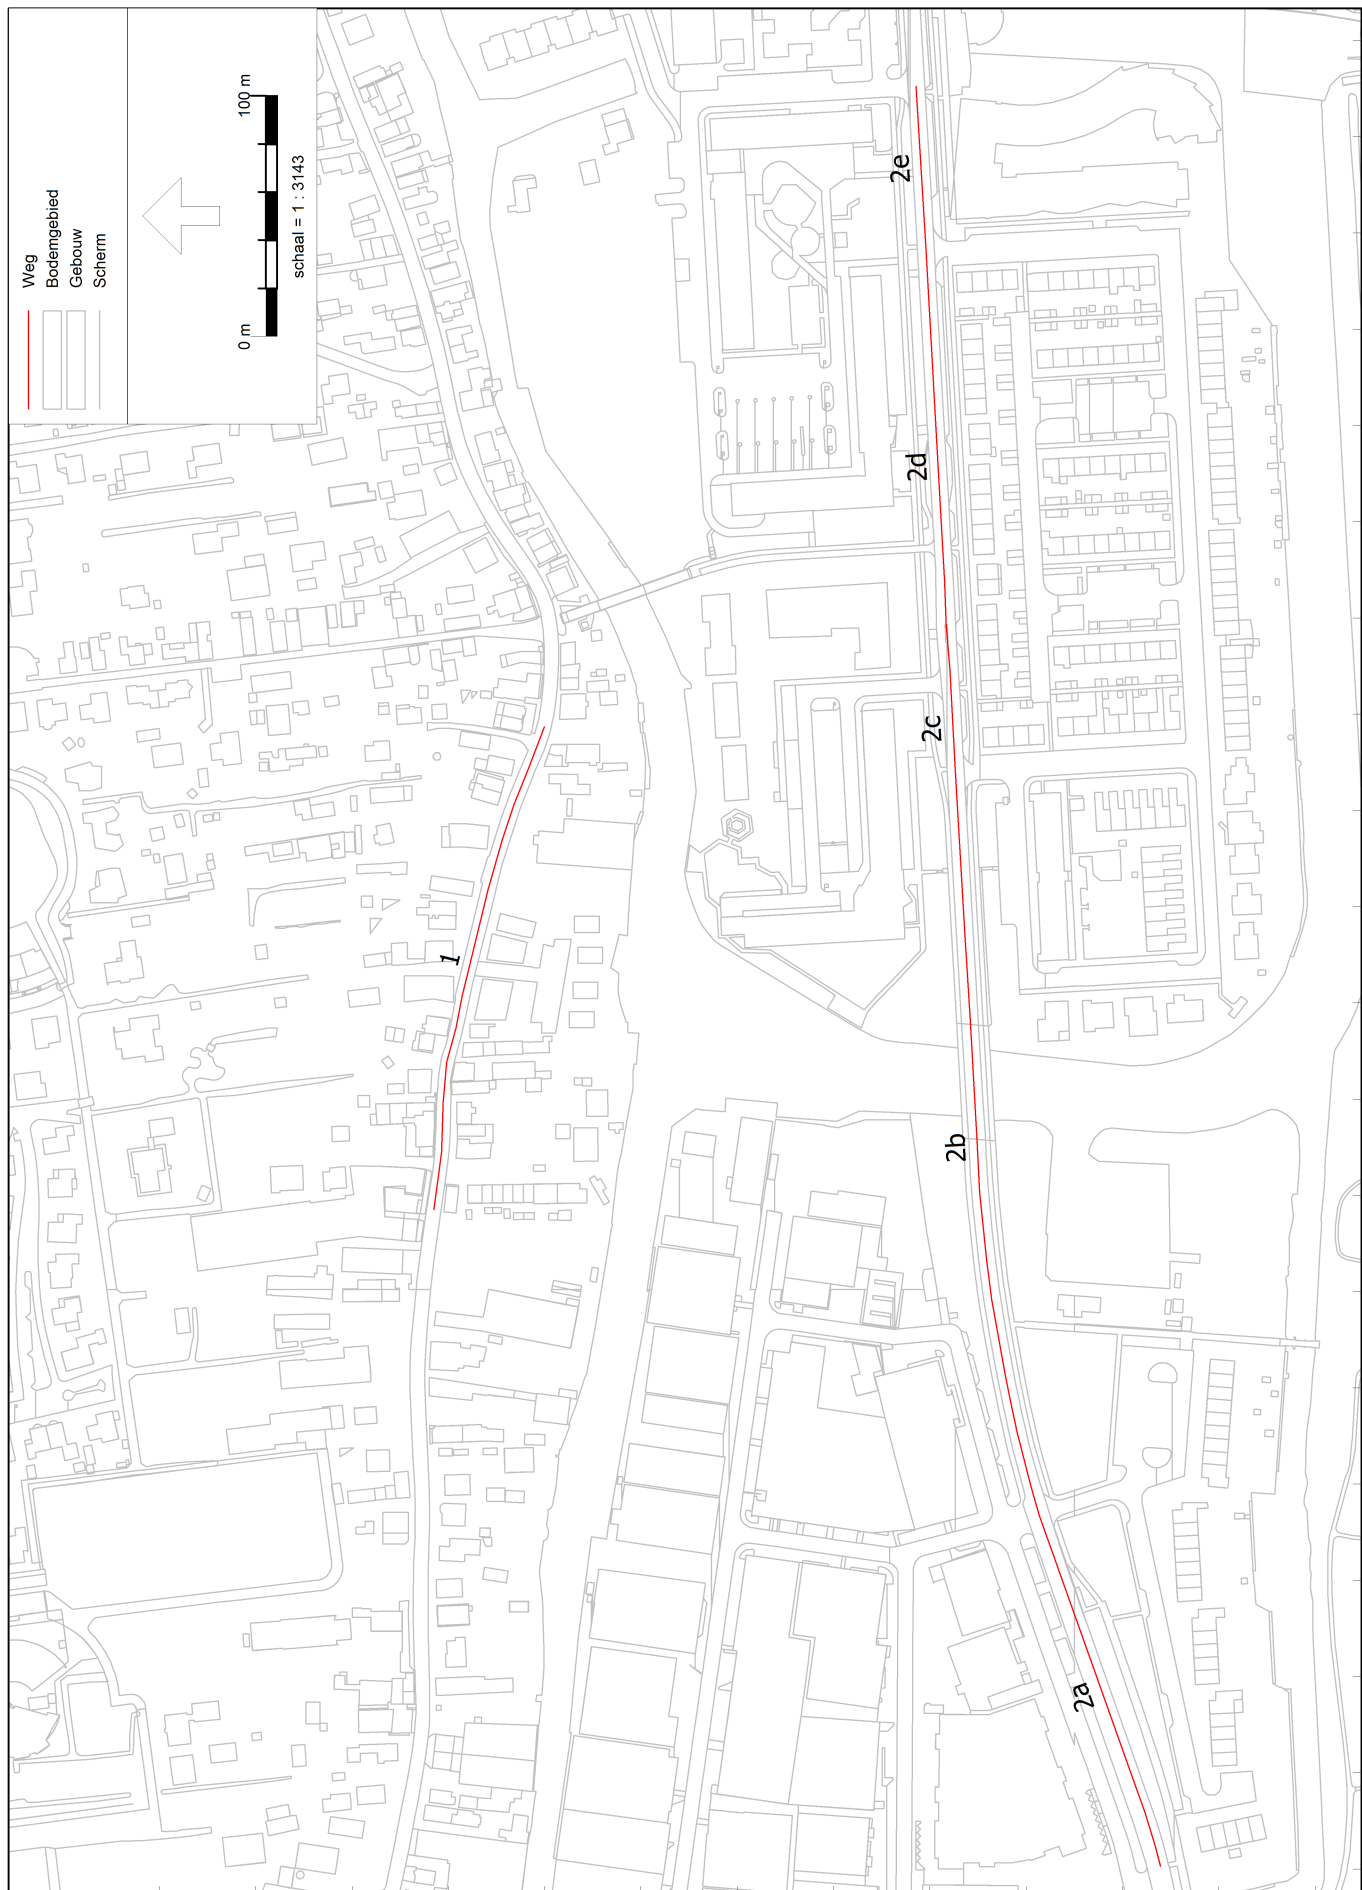 Weg
Bodemgebied
Gebouw
Scherm
0 m
100 m
schaal = 1 : 3143
1
2a
2b
2c
2d
2e